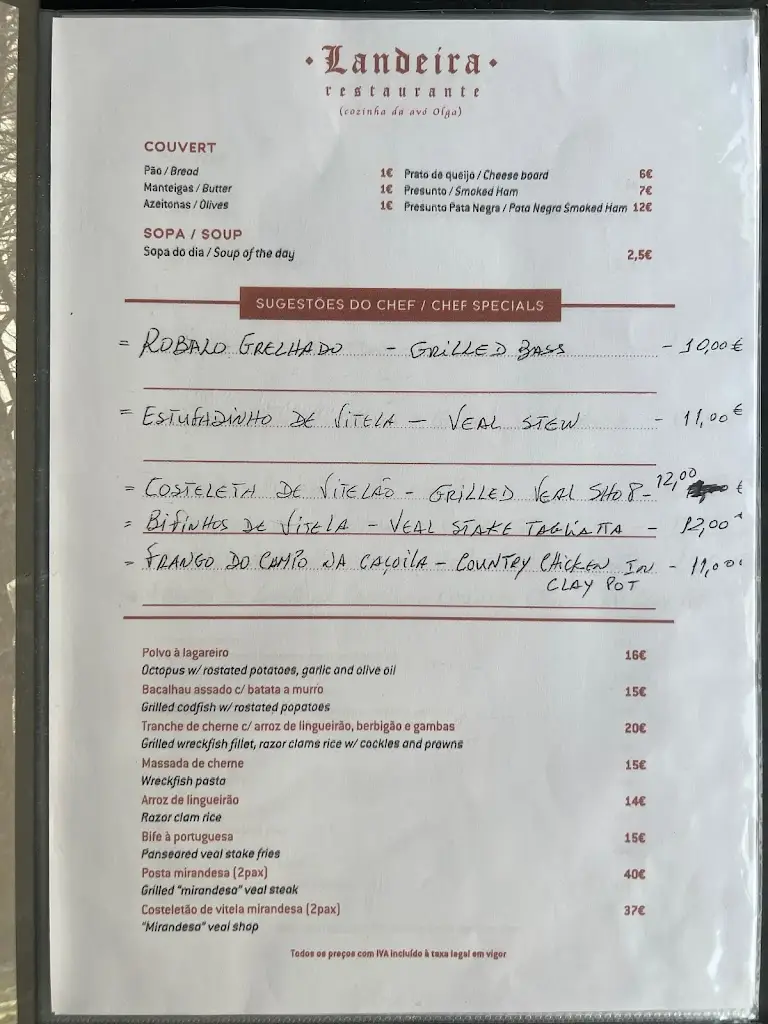 · Landeira ·
restaurante
(cozinha da avó Olga)
COUVERT
Pão / Bread 1€ Prato de queijo / Cheese board 6€
Manteigas / Butter 1€ Presunto / Smoked Ham 7€
Azeitonas / Olives 1€ Presunto Pata Negra / Pata Negra Smoked Ham 12€
SOPA / SOUP
Sopa do dia / Soup of the day 2,5€
SUGESTÕES DO CHEF / CHEF SPECIALS
= ROBALO GRELHADO - GRILLED BASS - 10,00 €
= ESTUFADINHO DE VITELA - VEAL STEW - 11,00 €
= COSTELETA DE VITELÃO - GRILLED VEAL SHOP - 12,00 €
= BIFINHOS DE VITELA - VEAL STAKE TAGLIATTA - 12,00
= FRANGO DO CAMPO NA CAÇOILA - COUNTRY CHICKEN IN - 11,00
CLAY POT
Polvo à lagareiro 16€
Octopus w/ rostated potatoes, garlic and olive oil
Bacalhau assado c/ batata a murro 15€
Grilled codfish w/ rostated popatoes
Tranche de cherne c/ arroz de lingueirão, berbigão e gambas 20€
Grilled wreckfish fillet, razor clams rice w/ cockles and prawns
Massada de cherne 15€
Wreckfish pasta
Arroz de lingueirão 14€
Razor clam rice
Bife à portuguesa 15€
Panseared veal stake fries
Posta mirandesa (2pax) 40€
Grilled "mirandesa" veal steak
Costeletão de vitela mirandesa (2pax) 37€
"Mirandesa" veal shop
Todos os preços com IVA incluído à taxa legal em vigor